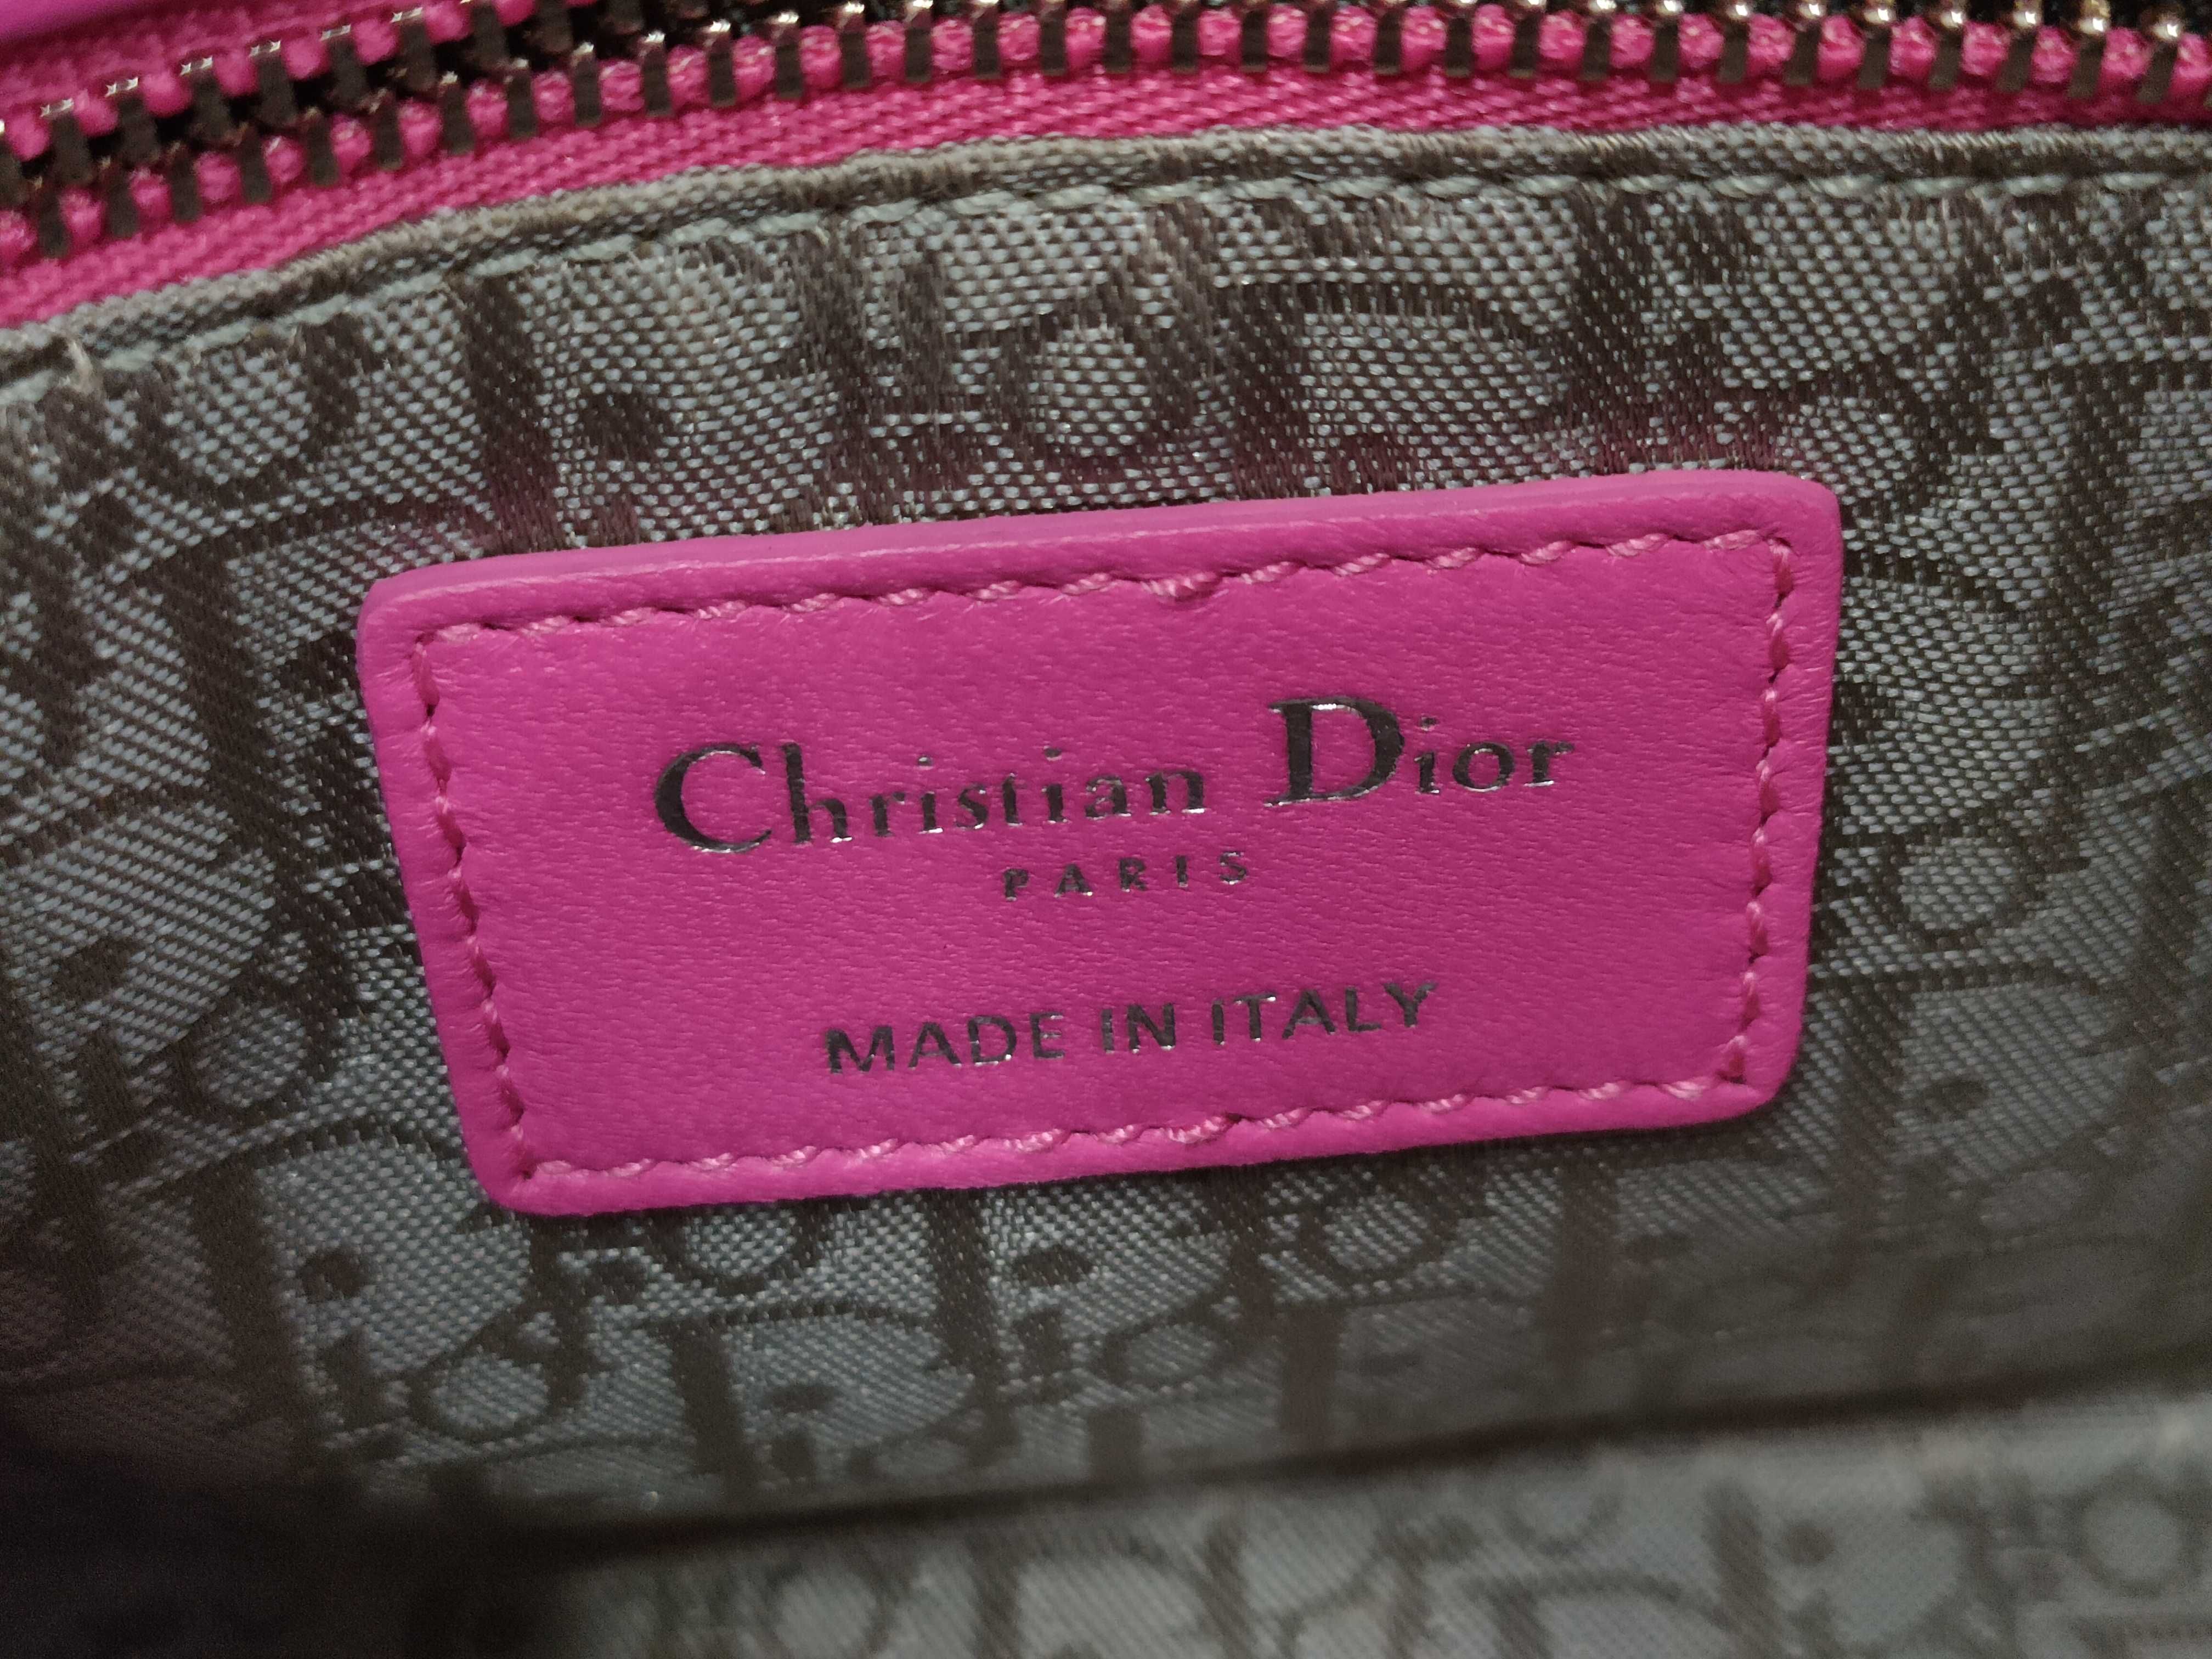 Christian Dior
PARIS
MADE IN ITALY